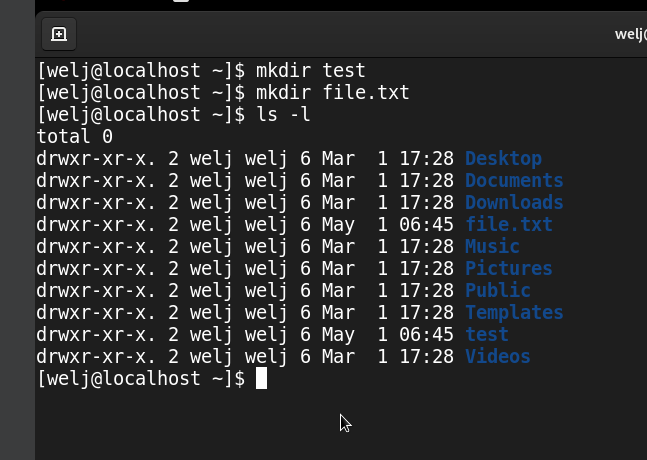 welj@
[welj@localhost ~]$ mkdir test
[welj@localhost ~]$ mkdir file.txt
[welj@localhost ~]$ ls -l
total 0
drwxr-xr-x. 2 welj welj 6 Mar  1 17:28 Desktop
drwxr-xr-x. 2 welj welj 6 Mar  1 17:28 Documents
drwxr-xr-x. 2 welj welj 6 Mar  1 17:28 Downloads
drwxr-xr-x. 2 welj welj 6 May  1 06:45 file.txt
drwxr-xr-x. 2 welj welj 6 Mar  1 17:28 Music
drwxr-xr-x. 2 welj welj 6 Mar  1 17:28 Pictures
drwxr-xr-x. 2 welj welj 6 Mar  1 17:28 Public
drwxr-xr-x. 2 welj welj 6 Mar  1 17:28 Templates
drwxr-xr-x. 2 welj welj 6 May  1 06:45 test
drwxr-xr-x. 2 welj welj 6 Mar  1 17:28 Videos
[welj@localhost ~]$